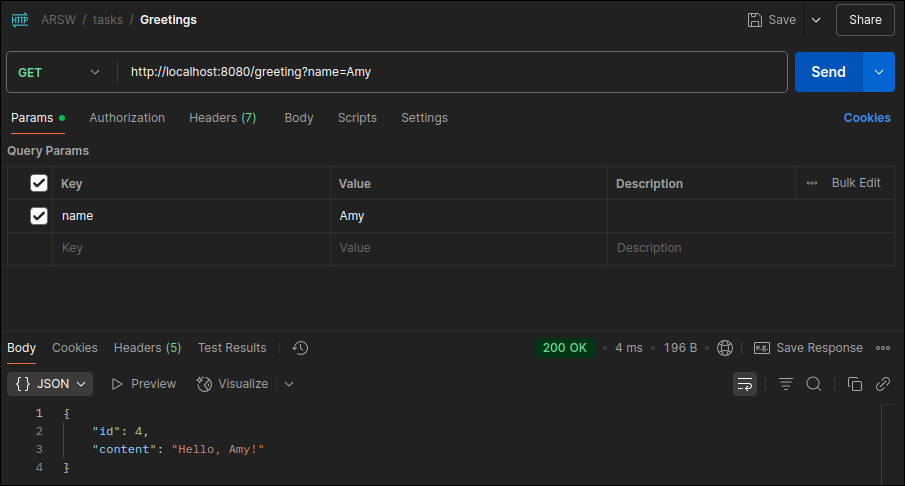 HTTP ARSW / tasks / Greetings Save Share
GET http://localhost:8080/greeting?name=Amy Send
Params Authorization Headers (7) Body Scripts Settings Cookies
Query Params
Key Value Description Bulk Edit
name Amy
Key Value Description
Body Cookies Headers (5) Test Results 200 OK 4 ms 196 B e.g. Save Response
{} JSON Preview Visualize
1 {
2 "id": 4,
3 "content": "Hello, Amy!"
4 }